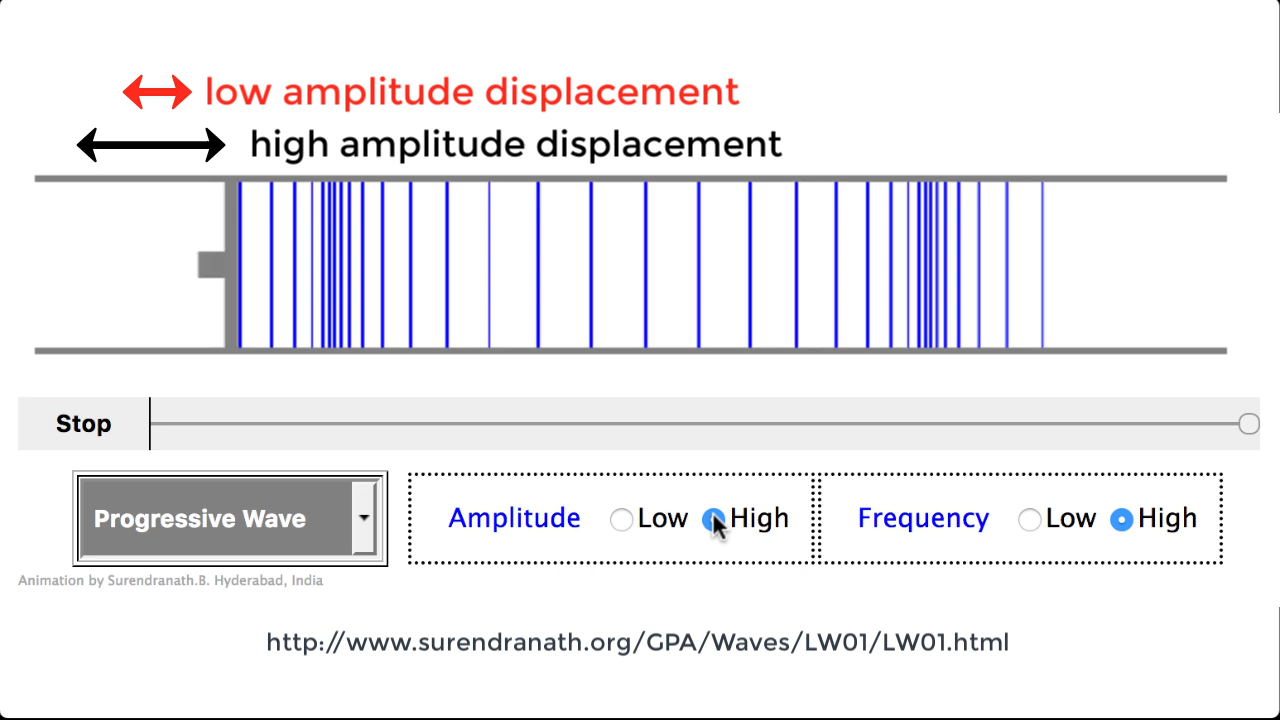 low amplitude displacement
high amplitude displacement
Stop
Progressive Wave
Amplitude Low High Frequency Low High
Animation by Surendranath.B. Hyderabad, India
http://www.surendranath.org/GPA/Waves/LW01/LW01.html